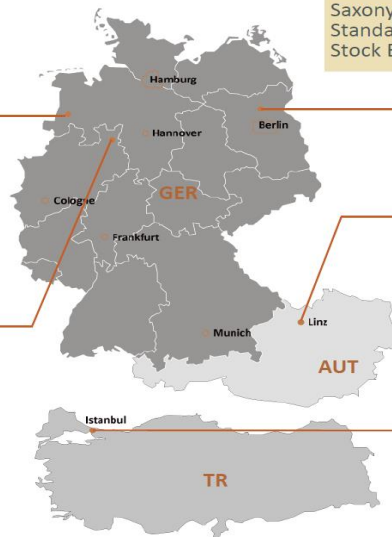 Saxony
Standa
Stock E
Hamburg
Hannover
Berlin
Cologne
GER
Frankfurt
Linz
Munich
AUT
Istanbul
TR